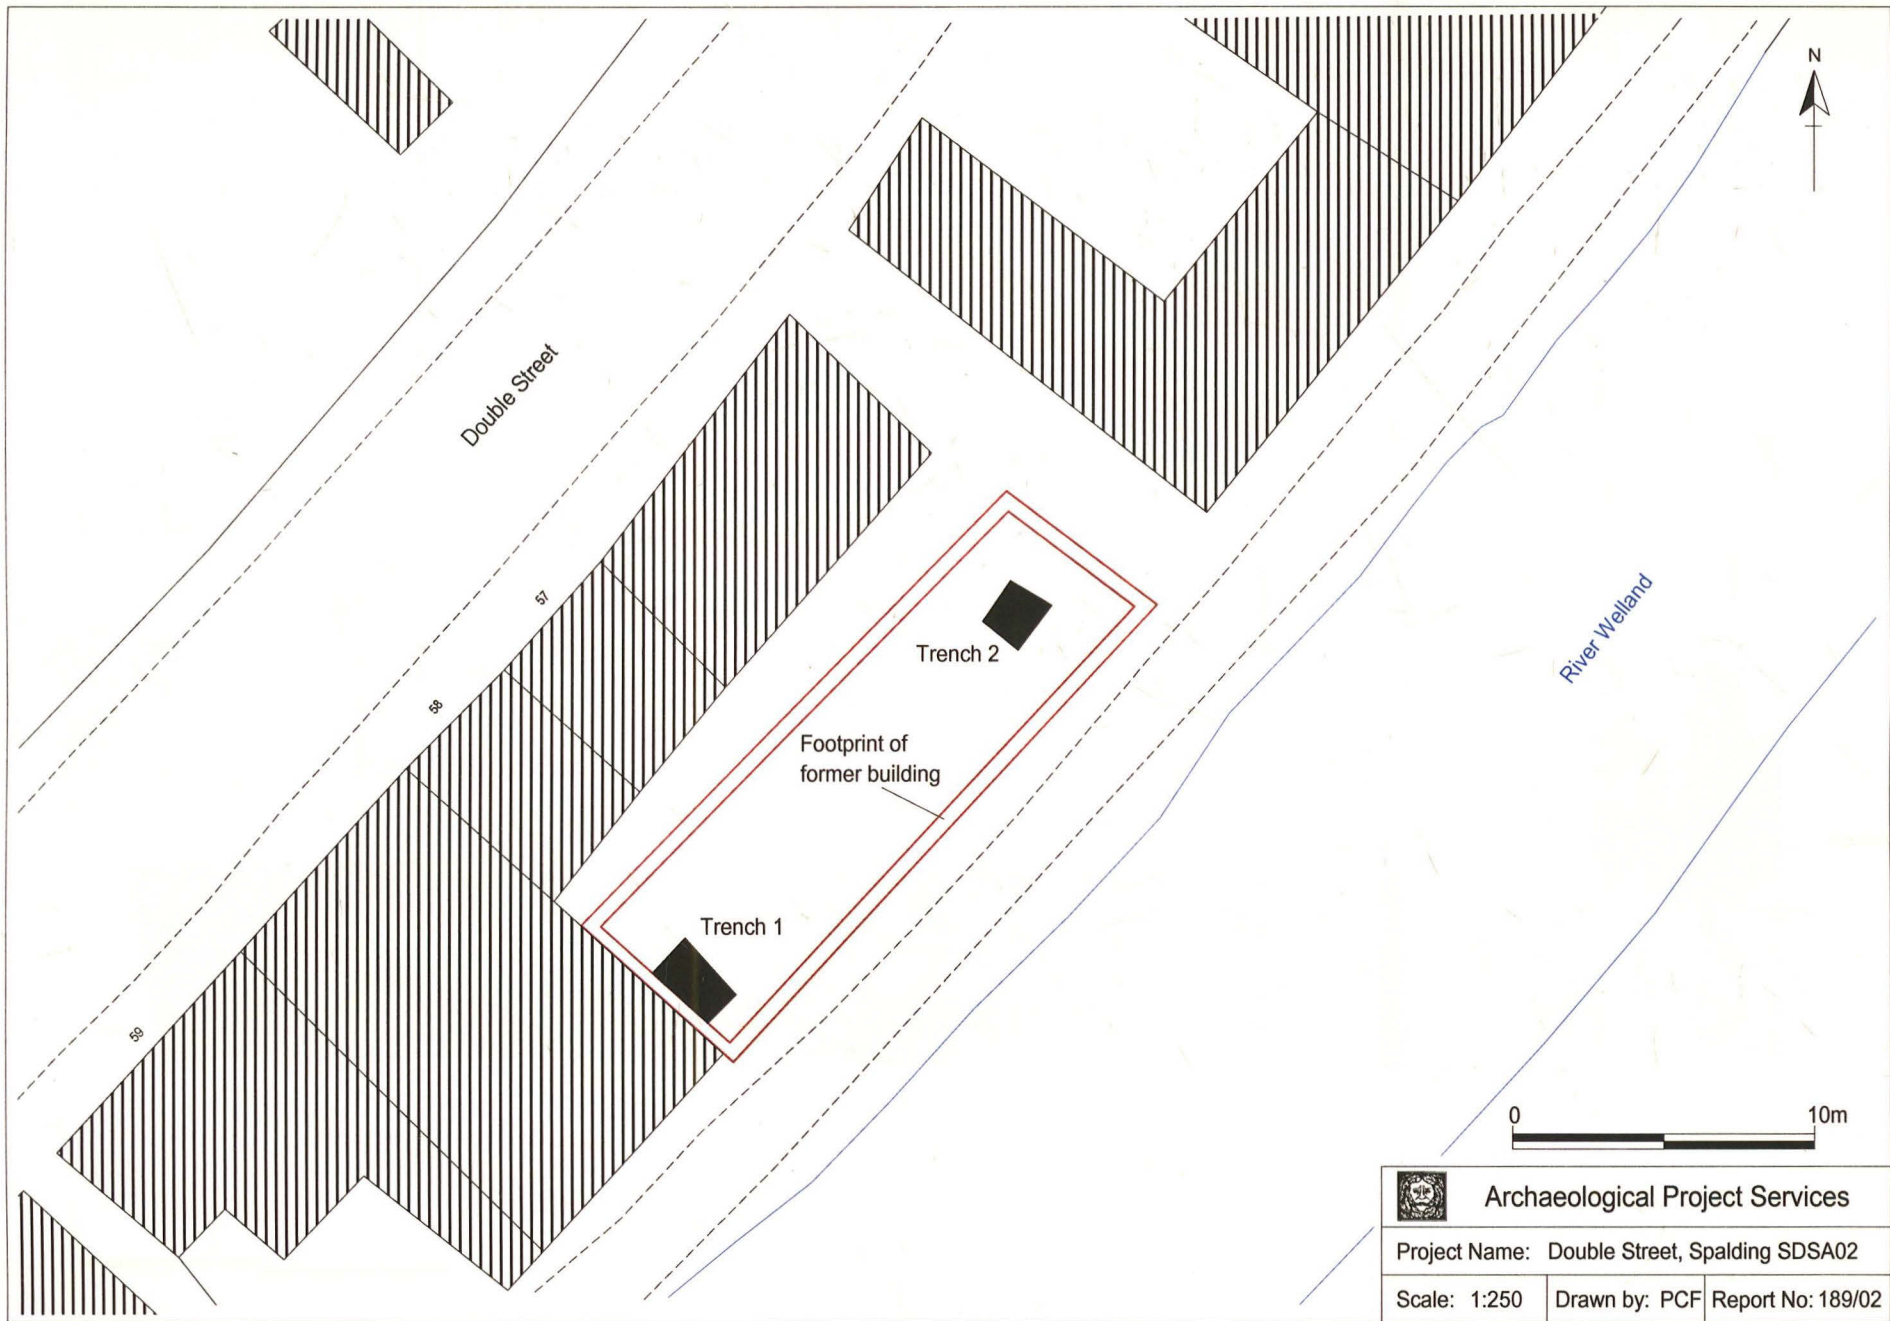 N
Double Street
57
58
59
Trench 2
River Welland
Footprint of
former building
Trench 1
0 10m
Archaeological Project Services
Project Name: Double Street, Spalding SDSA02
Scale: 1:250 Drawn by: PCF Report No: 189/02